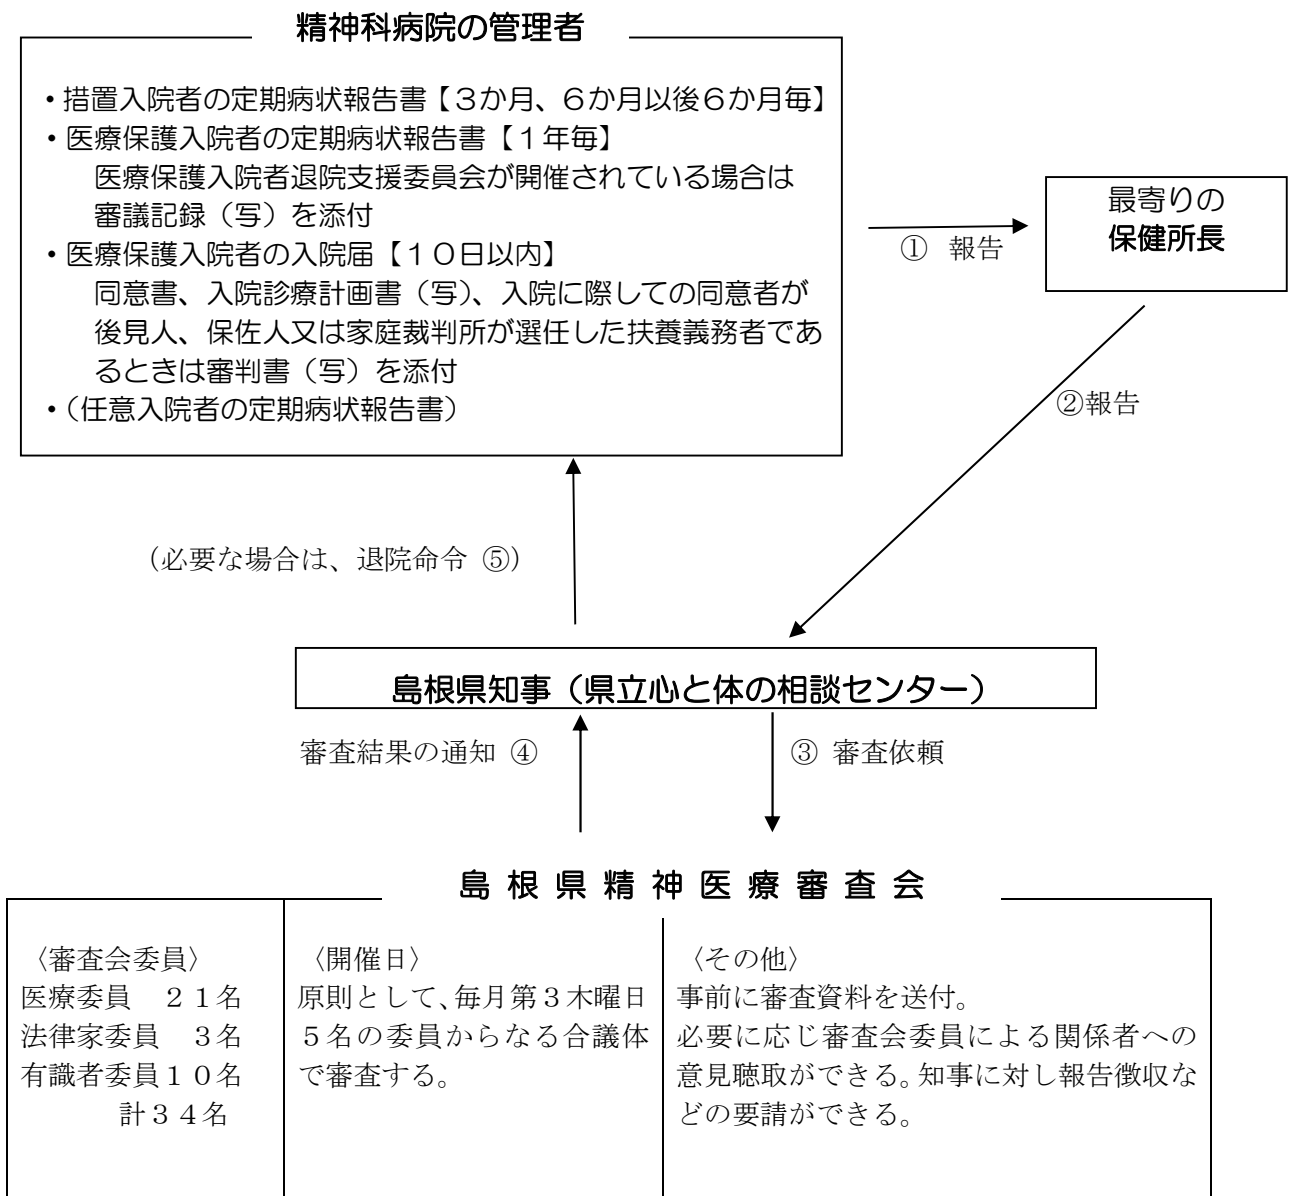 精神科病院の管理者
・措置入院者の定期病状報告書【３か月、６か月以後６か月毎】
・医療保護入院者の定期病状報告書【１年毎】
医療保護入院者退院支援委員会が開催されている場合は
審議記録（写）を添付
・医療保護入院者の入院届【１０日以内】
同意書、入院診療計画書（写）、入院に際しての同意者が
後見人、保佐人又は家庭裁判所が選任した扶養義務者であ
るときは審判書（写）を添付
・（任意入院者の定期病状報告書）
① 報告
最寄りの
保健所長
②報告
（必要な場合は、退院命令 ⑤）
島根県知事（県立心と体の相談センター）
審査結果の通知 ④
③ 審査依頼
島根県精神医療審査会
〈審査会委員〉
医療委員　２１名
法律家委員　３名
有識者委員１０名
計３４名
〈開催日〉
原則として、毎月第３木曜日
５名の委員からなる合議体
で審査する。
〈その他〉
事前に審査資料を送付。
必要に応じ審査会委員による関係者への
意見聴取ができる。知事に対し報告徴収な
どの要請ができる。